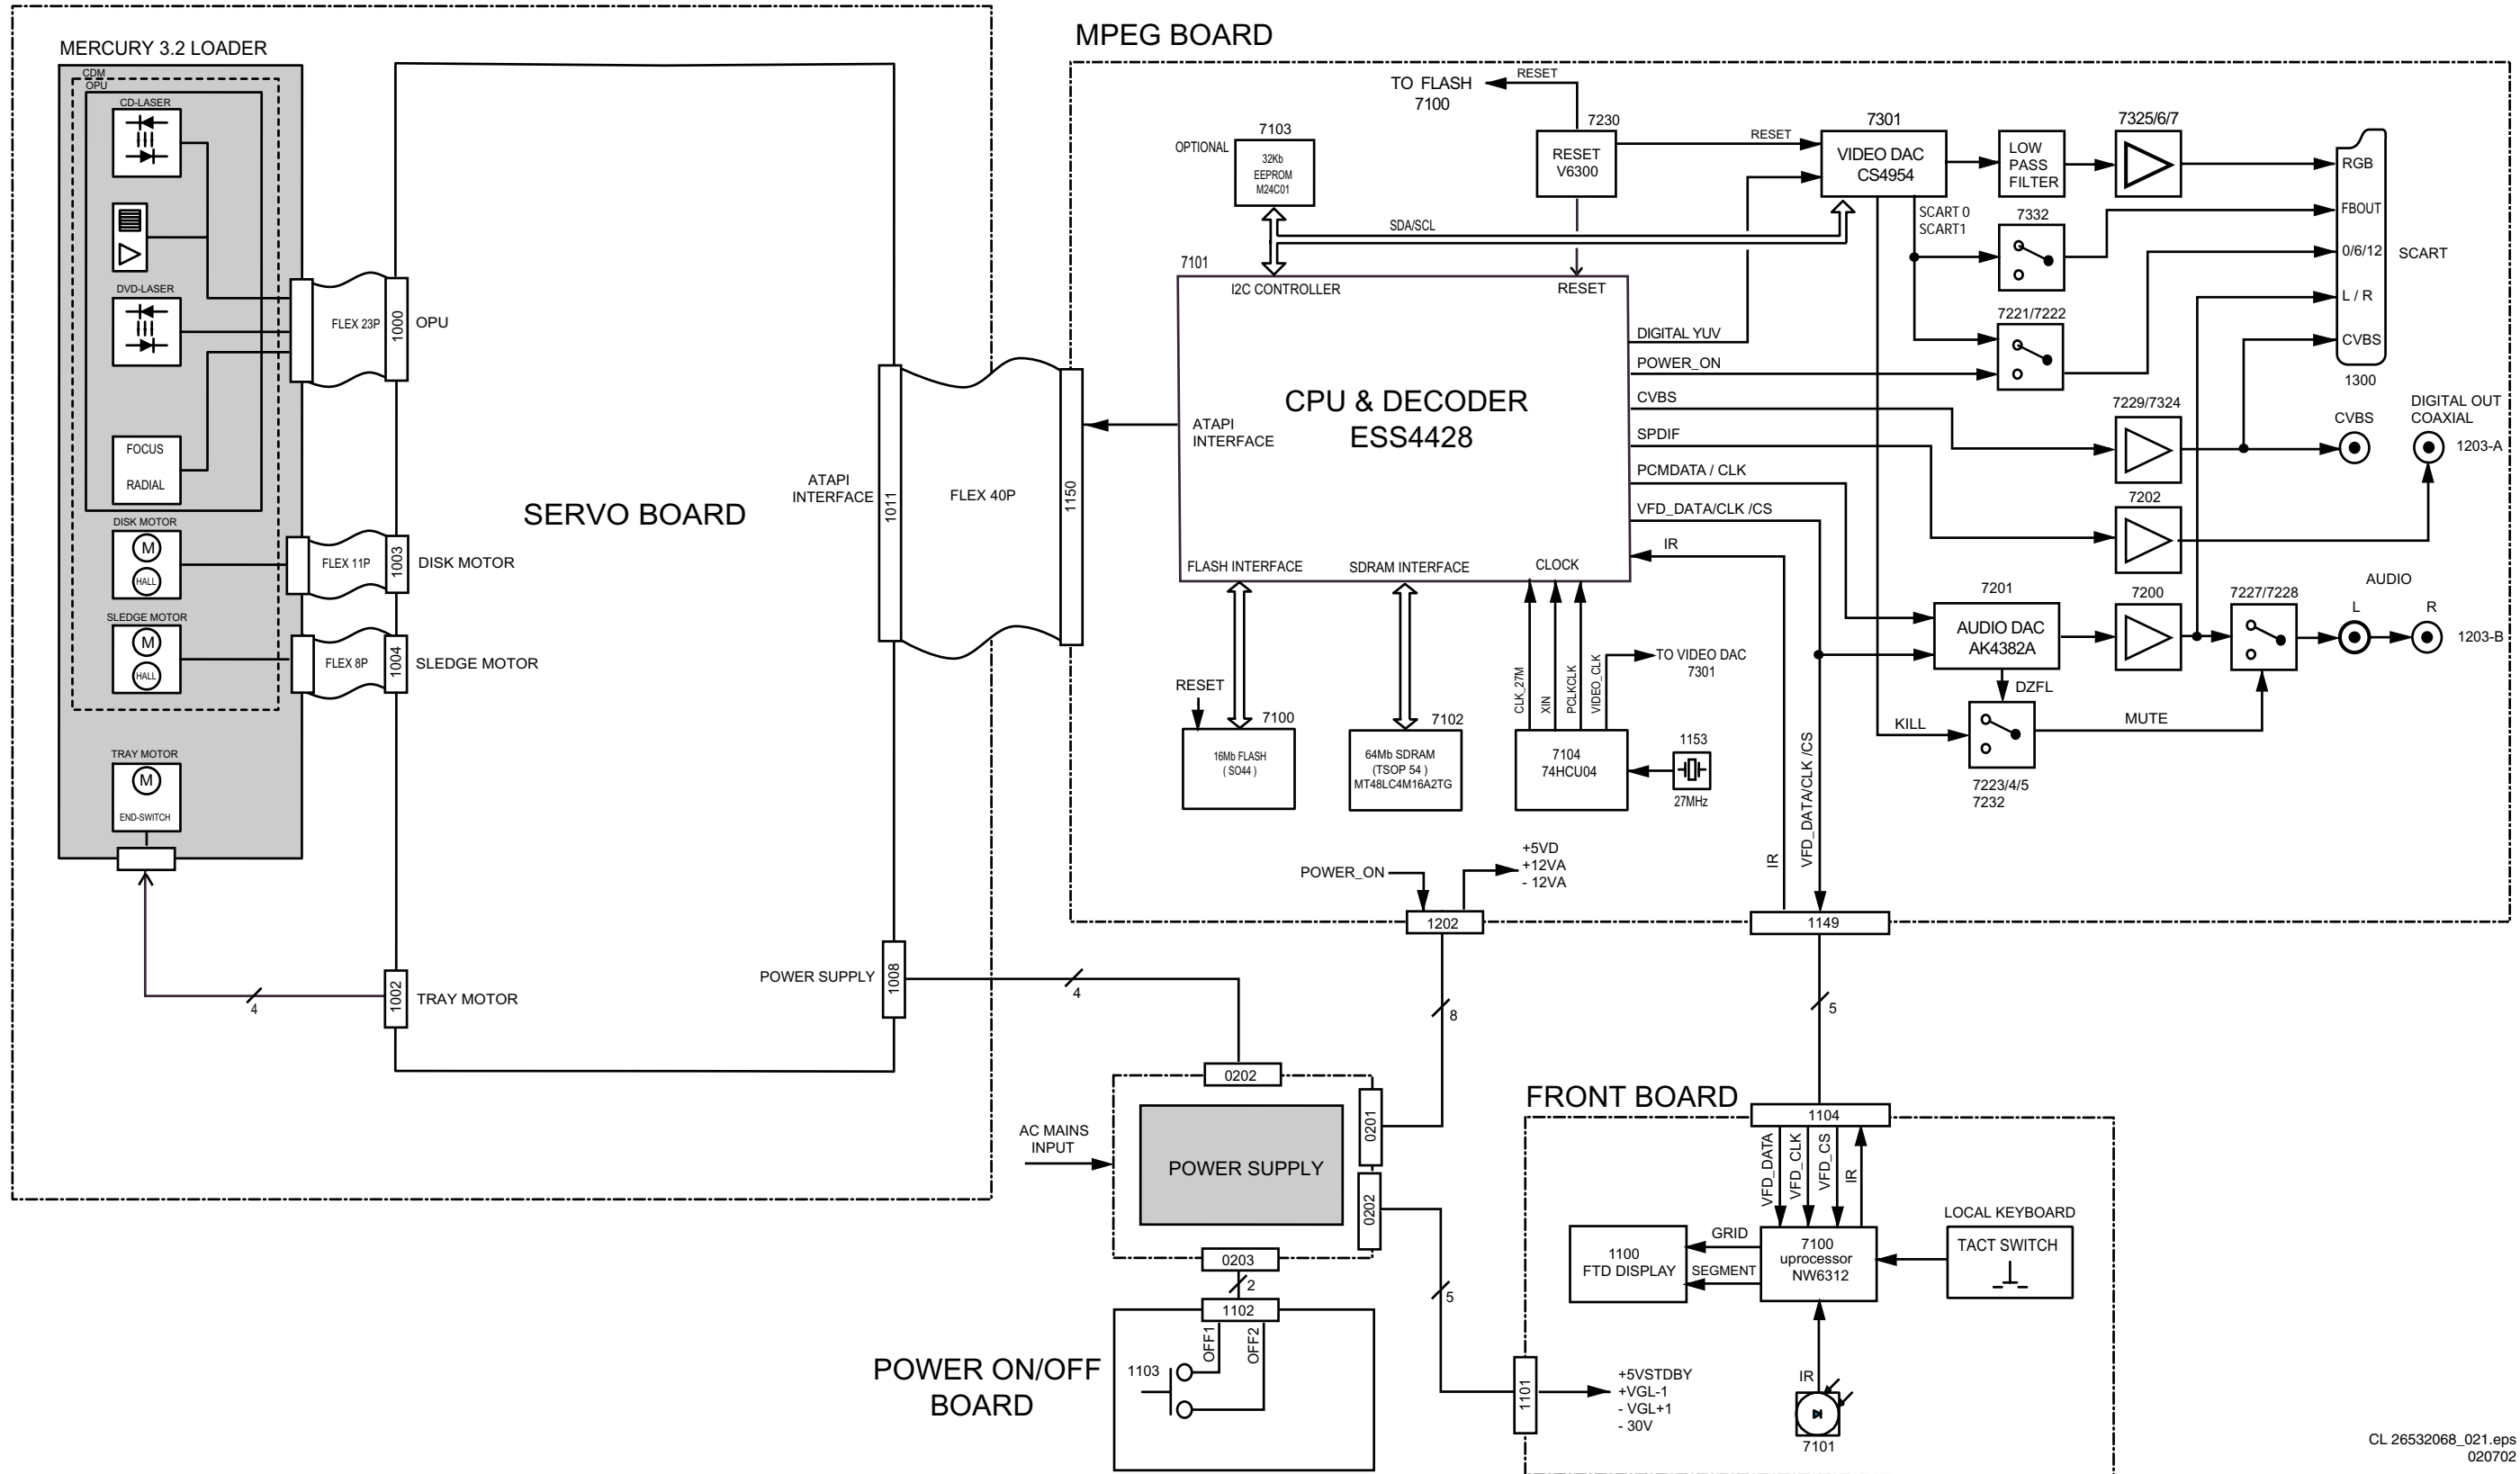 MERCURY 3.2 LOADER
CDM
OPU
CD-LASER
DVD-LASER
FOCUS
RADIAL
DISK MOTOR
M
HALL
SLEDGE MOTOR
M
HALL
TRAY MOTOR
M
END-SWITCH
FLEX 23P
1000
OPU
FLEX 11P
1003
DISK MOTOR
FLEX 8P
1004
SLEDGE MOTOR
4
1002
TRAY MOTOR
SERVO BOARD
ATAPI
INTERFACE
1011
FLEX 40P
1150
POWER SUPPLY
1008
4
MPEG BOARD
TO FLASH
7100
RESET
7103
OPTIONAL
32Kb
EEPROM
M24C01
7230
RESET
V6300
RESET
7301
VIDEO DAC
CS4954
LOW
PASS
FILTER
7325/6/7
RGB
FBOUT
0/6/12
L / R
CVBS
SCART
1300
SCART 0
SCART1
7332
7221/7222
SDA/SCL
7101
I2C CONTROLLER
RESET
CPU & DECODER
ESS4428
ATAPI
INTERFACE
DIGITAL YUV
POWER_ON
CVBS
SPDIF
PCMDATA / CLK
VFD_DATA/CLK /CS
IR
FLASH INTERFACE
SDRAM INTERFACE
CLOCK
7229/7324
CVBS
DIGITAL OUT
COAXIAL
1203-A
7202
7201
AUDIO DAC
AK4382A
7200
7227/7228
AUDIO
L
R
1203-B
DZFL
KILL
MUTE
7223/4/5
7232
RESET
7100
16Mb FLASH
( SO44 )
7102
64Mb SDRAM
(TSOP 54 )
MT48LC4M16A2TG
CLK_27M
XIN
PCLKCLK
VIDEO_CLK
TO VIDEO DAC
7301
7104
74HCU04
1153
27MHz
IR
VFD_DATA/CLK /CS
POWER_ON
+5VD
+12VA
- 12VA
1202
1149
8
5
0202
AC MAINS
INPUT
POWER SUPPLY
0201
0202
0203
2
5
1102
OFF1
OFF2
1103
POWER ON/OFF
BOARD
FRONT BOARD
1104
VFD_DATA
VFD_CLK
VFD_CS
IR
1100
FTD DISPLAY
GRID
SEGMENT
7100
uprocessor
NW6312
LOCAL KEYBOARD
TACT SWITCH
IR
7101
1101
+5VSTDBY
+VGL-1
- VGL+1
- 30V
CL 26532068_021.eps
020702